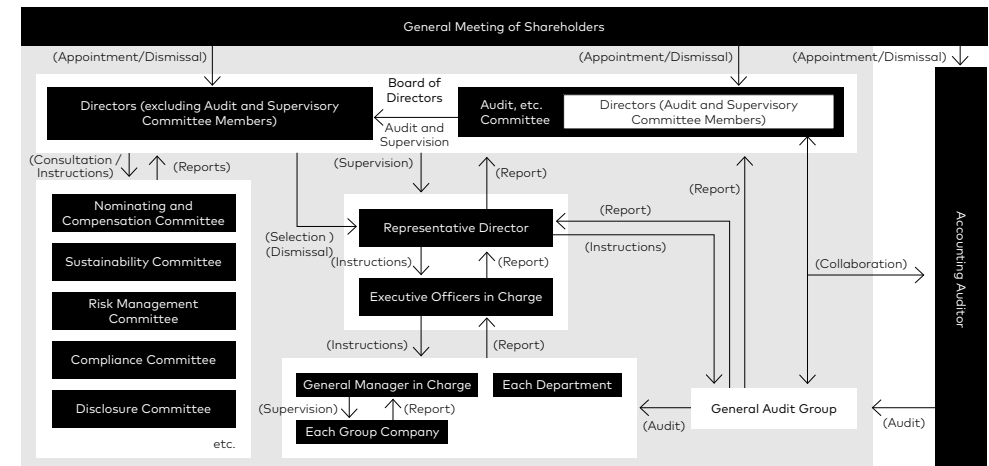 General Meeting of Shareholders
(Appointment/Dismissal)
(Appointment/Dismissal)
(Appointment/Dismissal)
Board of
Directors
Directors (excluding Audit and Supervisory
Committee Members)
Audit and
Supervision
Audit, etc.
Committee
Directors (Audit and Supervisory
Committee Members)
(Consultation /
Instructions)
(Reports)
(Supervision)
(Report)
(Report)
Nominating and
Compensation Committee
Sustainability Committee
Risk Management
Committee
Compliance Committee
Disclosure Committee
etc.
(Selection )
(Dismissal)
Representative Director
(Report)
(Instructions)
(Instructions)
(Report)
Executive Officers in Charge
(Collaboration)
Accounting Auditor
(Instructions)
(Report)
General Manager in Charge
Each Department
(Supervision)
(Report)
Each Group Company
General Audit Group
(Audit)
(Audit)